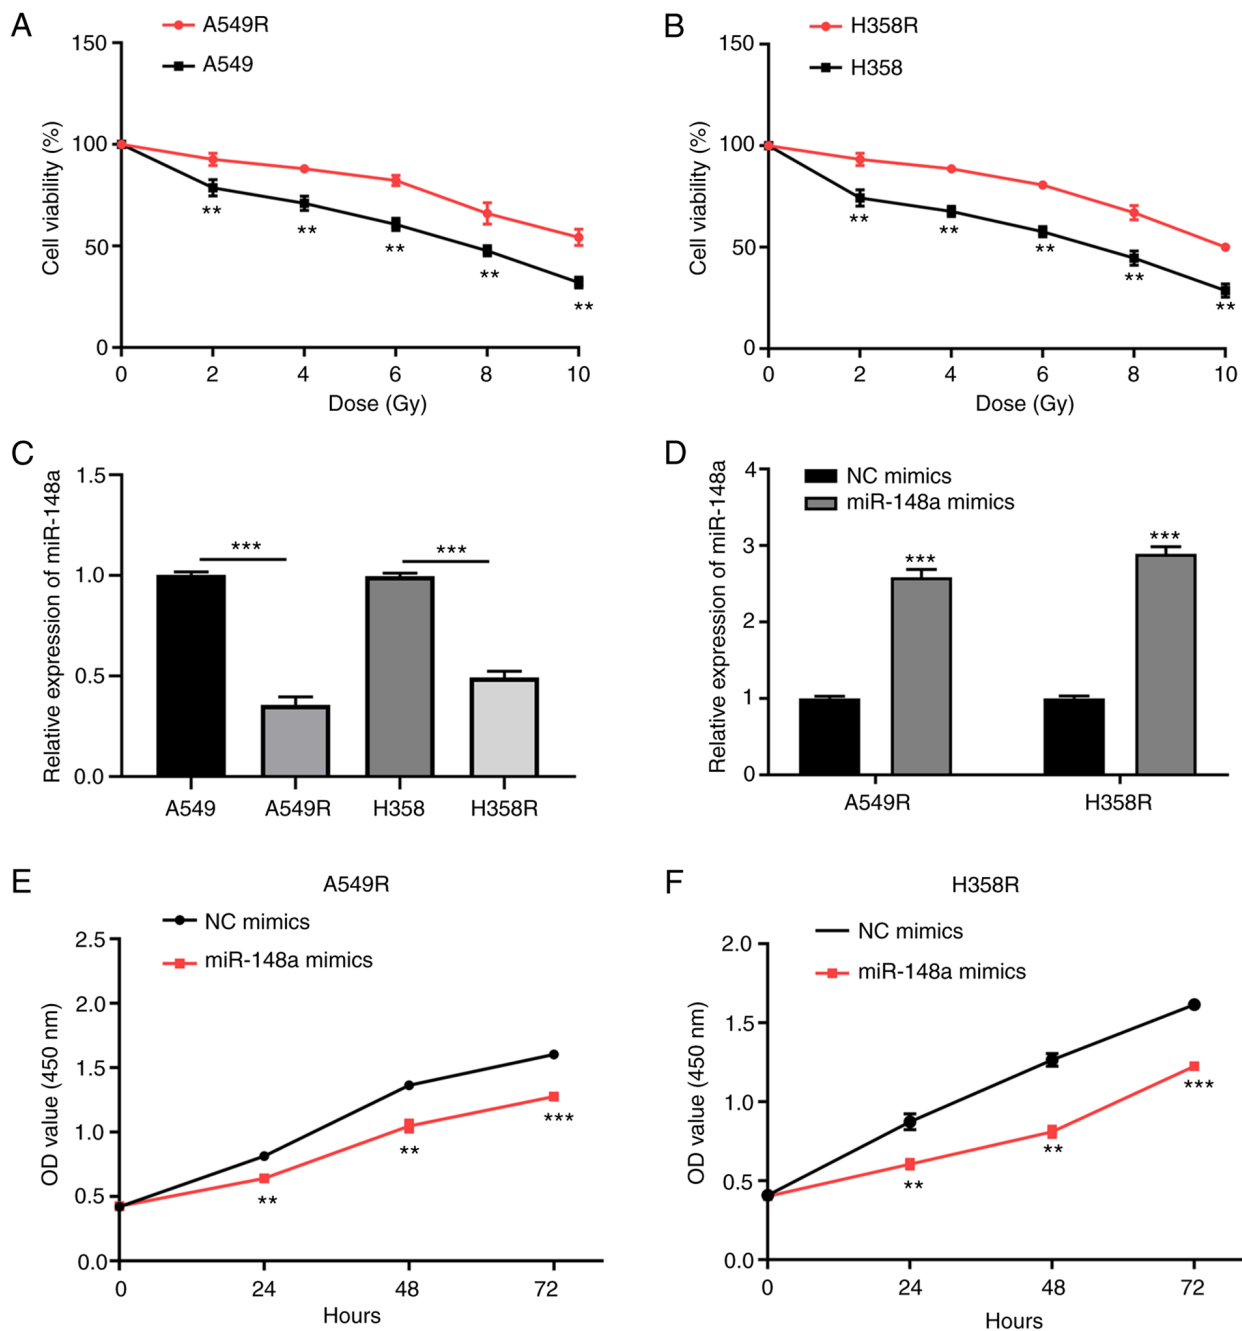 A
A549R
A549
150
100
50
0
Cell viability (%)
**
**
**
**
**
0 2 4 6 8 10
Dose (Gy)
B
H358R
H358
150
100
50
0
Cell viability (%)
**
**
**
**
**
0 2 4 6 8 10
Dose (Gy)
C
1.5
1.0
0.5
0.0
Relative expression of miR-148a
***
***
A549 A549R H358 H358R
D
NC mimics
miR-148a mimics
4
3
2
1
0
Relative expression of miR-148a
***
***
A549R H358R
E
A549R
NC mimics
miR-148a mimics
2.5
2.0
1.5
1.0
0.5
0.0
OD value (450 nm)
**
**
***
0 24 48 72
Hours
F
H358R
NC mimics
miR-148a mimics
2.0
1.5
1.0
0.5
0.0
OD value (450 nm)
**
**
***
0 24 48 72
Hours